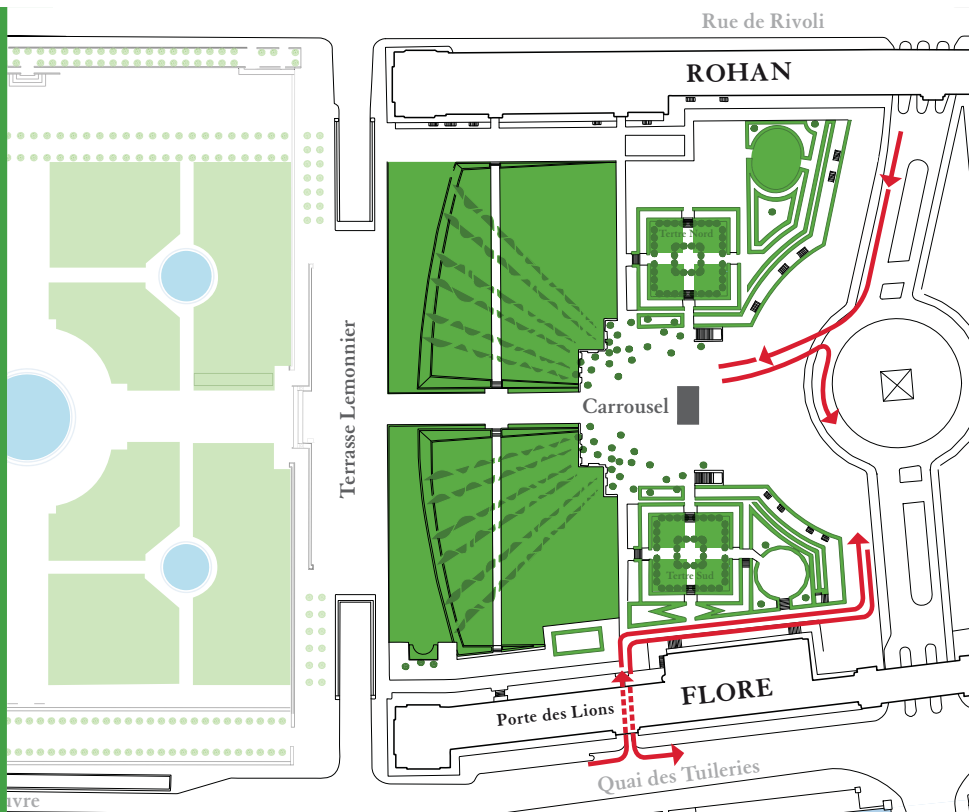 Rue de Rivoli
ROHAN
Tertre Nord
Terrasse Lemonnier
Carrousel
Tertre Sud
FLORE
Porte des Lions
Quai des Tuileries
uvre